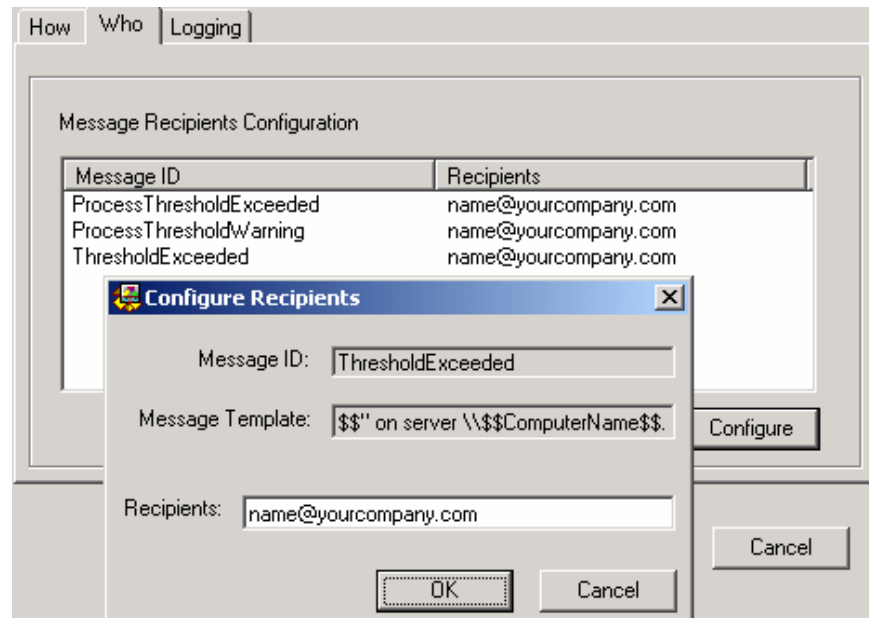 How Who Logging
Message Recipients Configuration
Message ID Recipients
ProcessThresholdExceeded name@yourcompany.com
ProcessThresholdWarning name@yourcompany.com
ThresholdExceeded name@yourcompany.com
Configure Recipients
Message ID: ThresholdExceeded
Message Template: $$" on server \\$$ComputerName$$.
Configure
Recipients: name@yourcompany.com
Cancel
OK Cancel